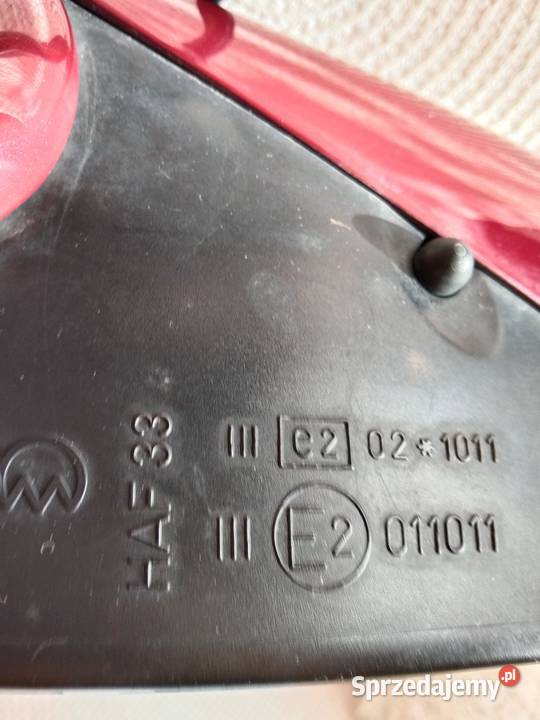 HAF 33
III e2 02*1011
III E2 011011
Sprzedajemy.pl